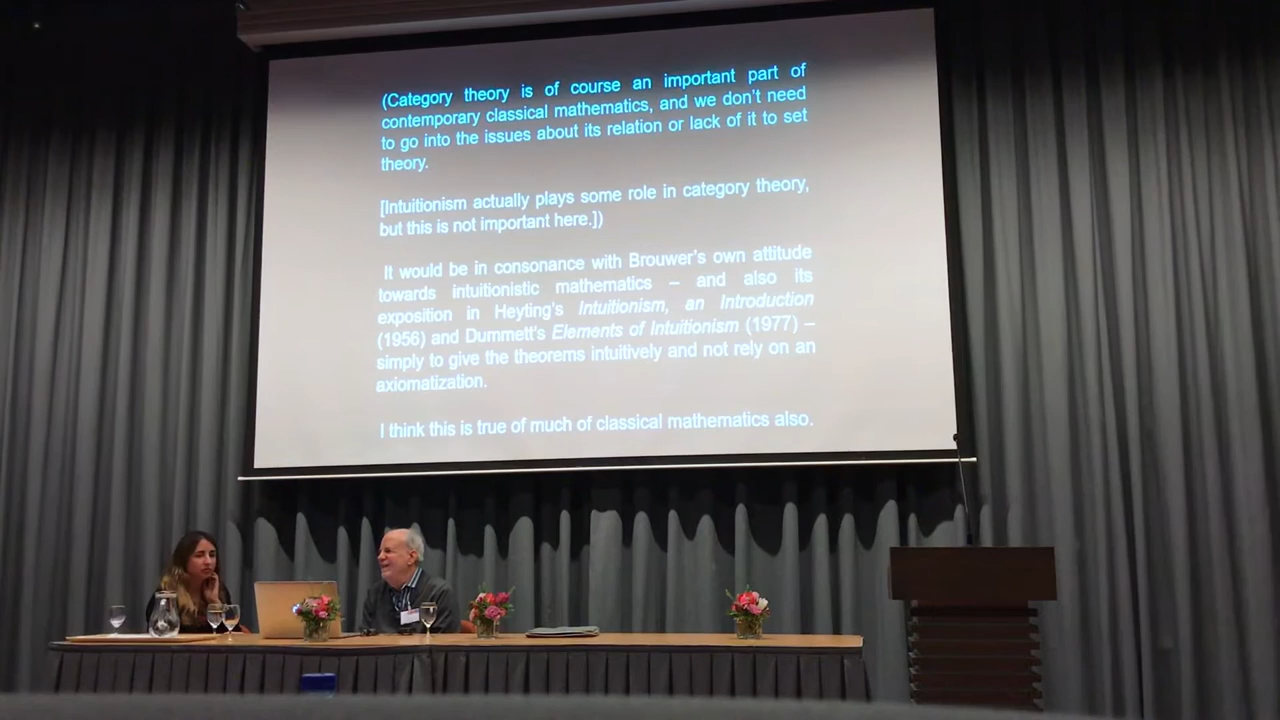 (Category theory is of course an important part of
contemporary classical mathematics, and we don't need
to go into the issues about its relation or lack of it to set
theory.
[Intuitionism actually plays some role in category theory,
but this is not important here.])
It would be in consonance with Brouwer's own attitude
towards intuitionistic mathematics – and also its
exposition in Heyting's Intuitionism, an Introduction
(1956) and Dummett's Elements of Intuitionism (1977) –
simply to give the theorems intuitively and not rely on an
axiomatization.
I think this is true of much of classical mathematics also.